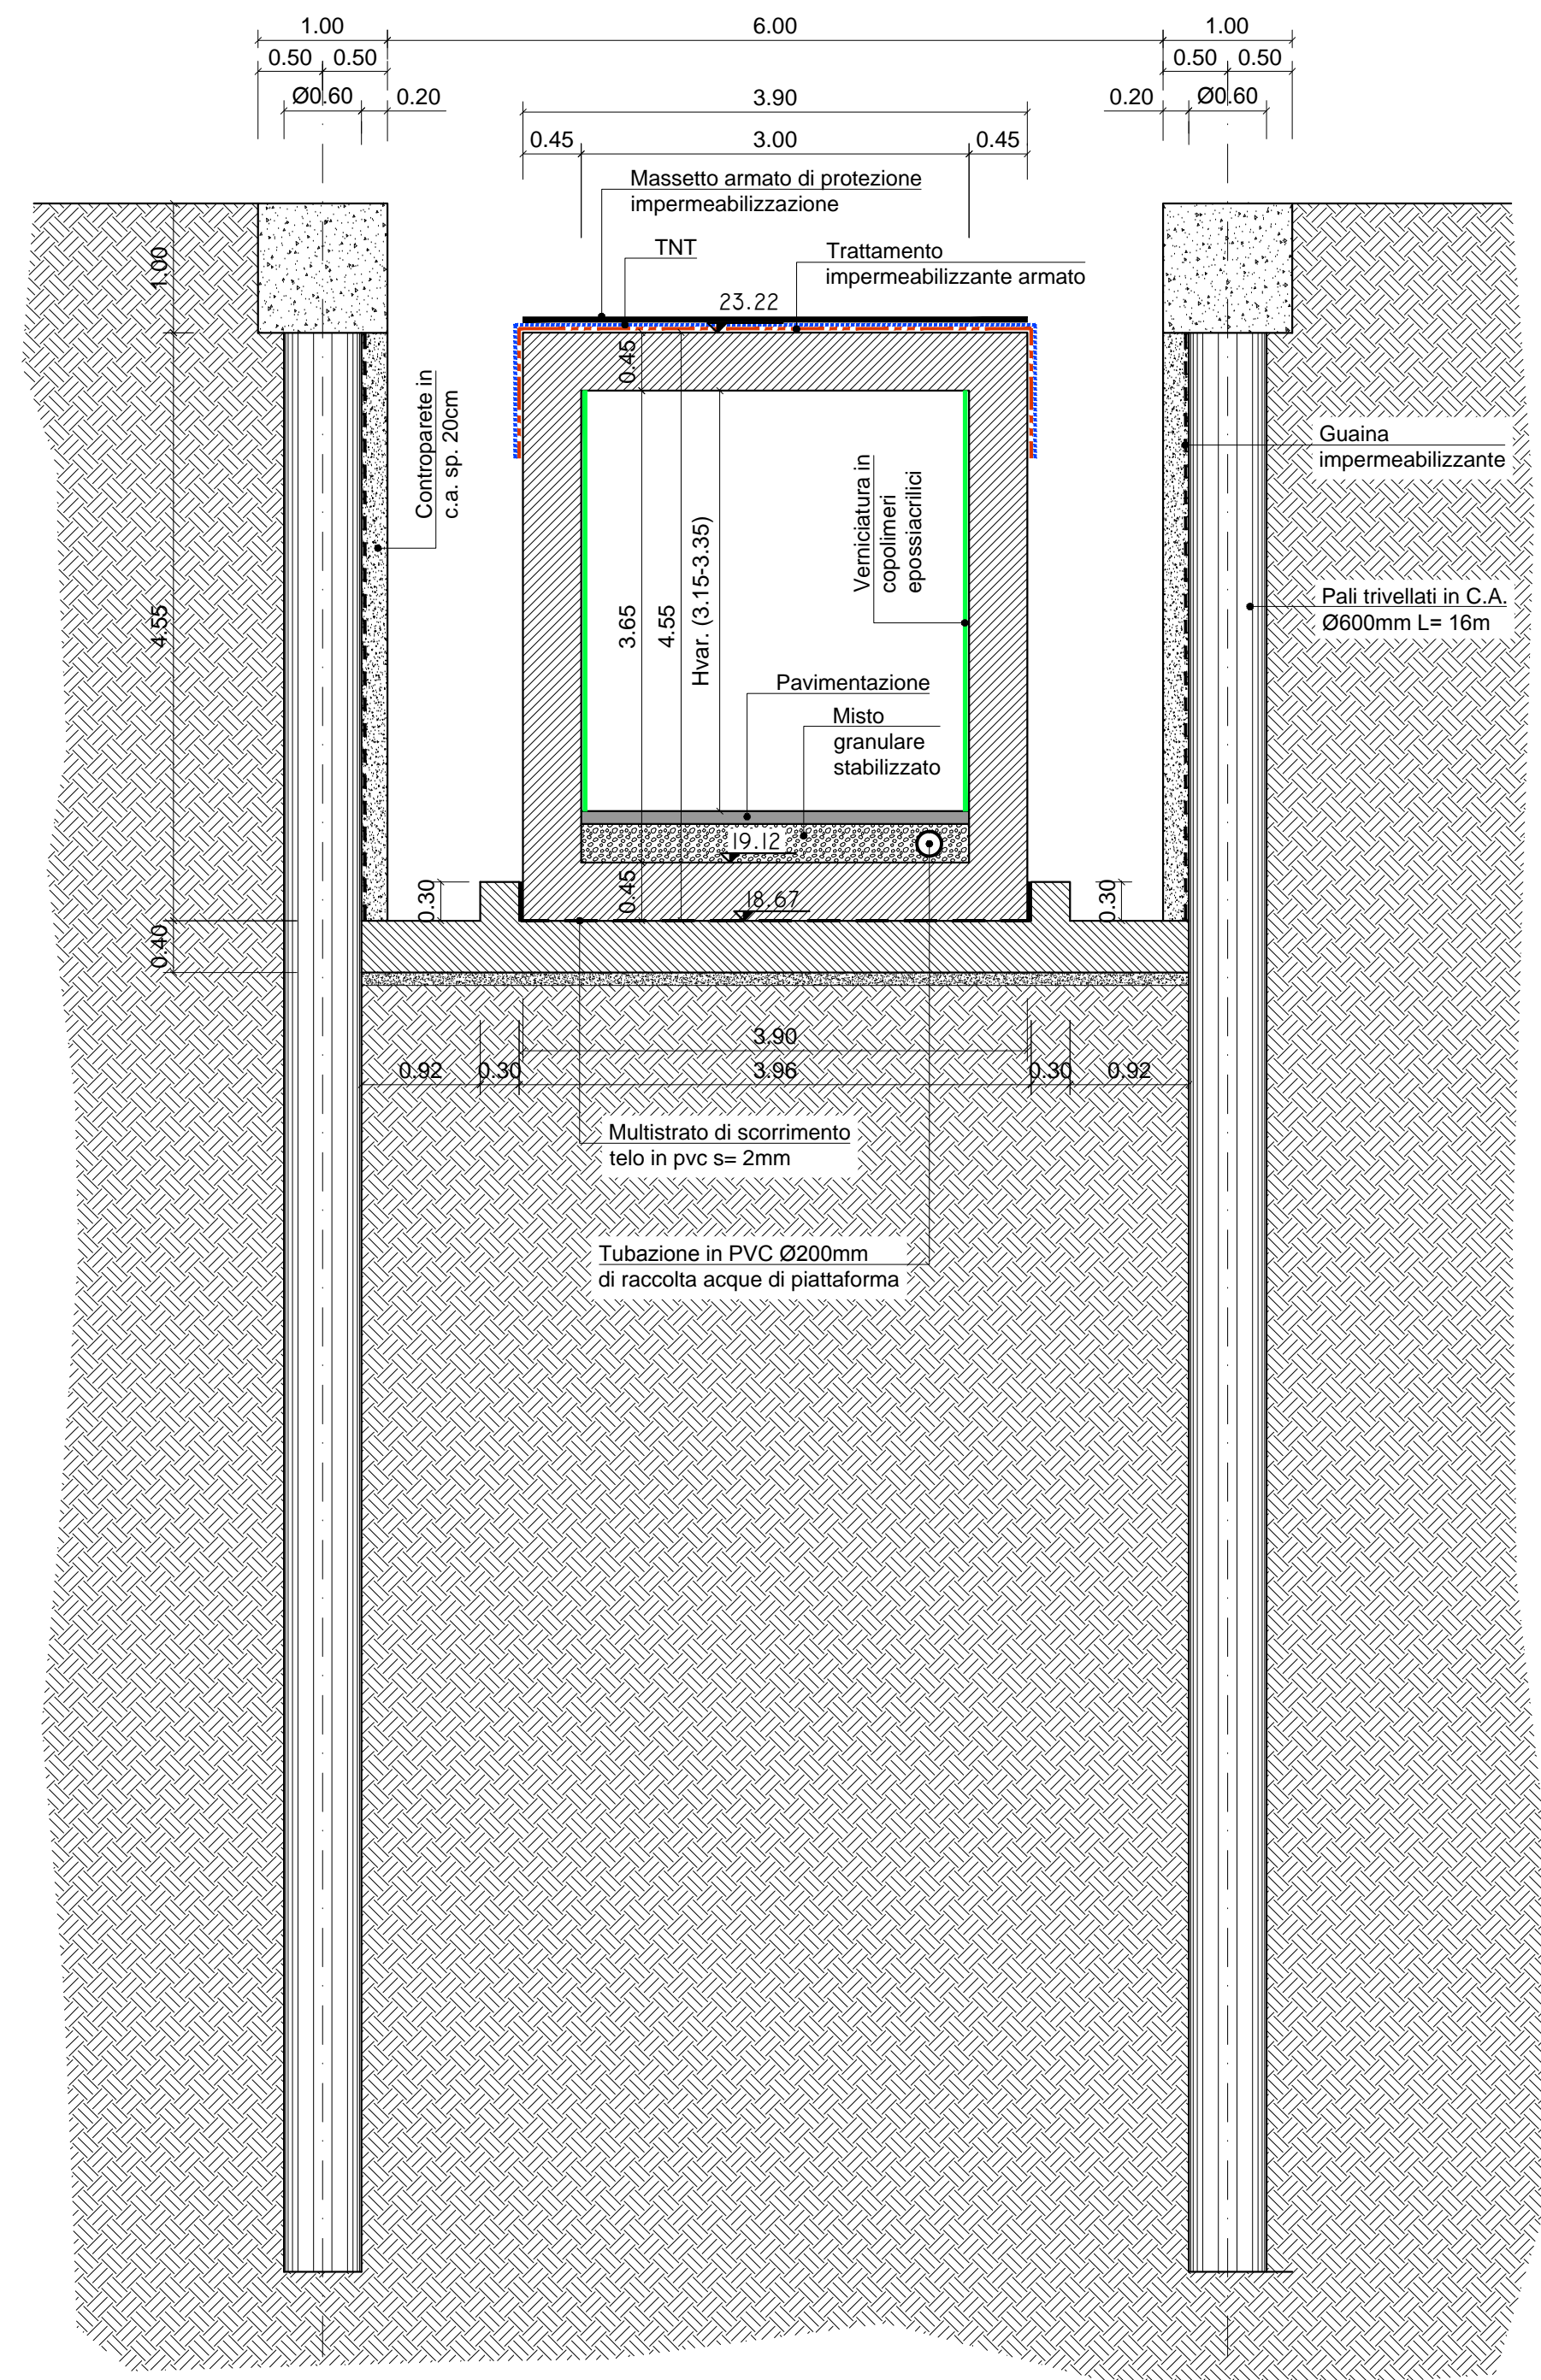 1.00
6.00
1.00
0.50
0.50
0.50
0.50
Ø0.60
0.20
3.90
0.20
Ø0.60
0.45
3.00
0.45
Massetto armato di protezione
impermeabilizzazione
TNT
Trattamento
impermeabilizzante armato
23.22
1.00
0.45
Controparete in
c.a. sp. 20cm
Guaina
impermeabilizzante
Verniciatura in
copolimeri
epossiacrilici
4.55
3.65
4.55
Hvar. (3.15-3.35)
Pali trivellati in C.A.
Ø600mm L= 16m
Pavimentazione
Misto
granulare
stabilizzato
19.12
0.30
0.45
18.67
0.30
0.40
3.90
0.92
0.30
3.96
0.30
0.92
Multistrato di scorrimento
telo in pvc s= 2mm
Tubazione in PVC Ø200mm
di raccolta acque di piattaforma